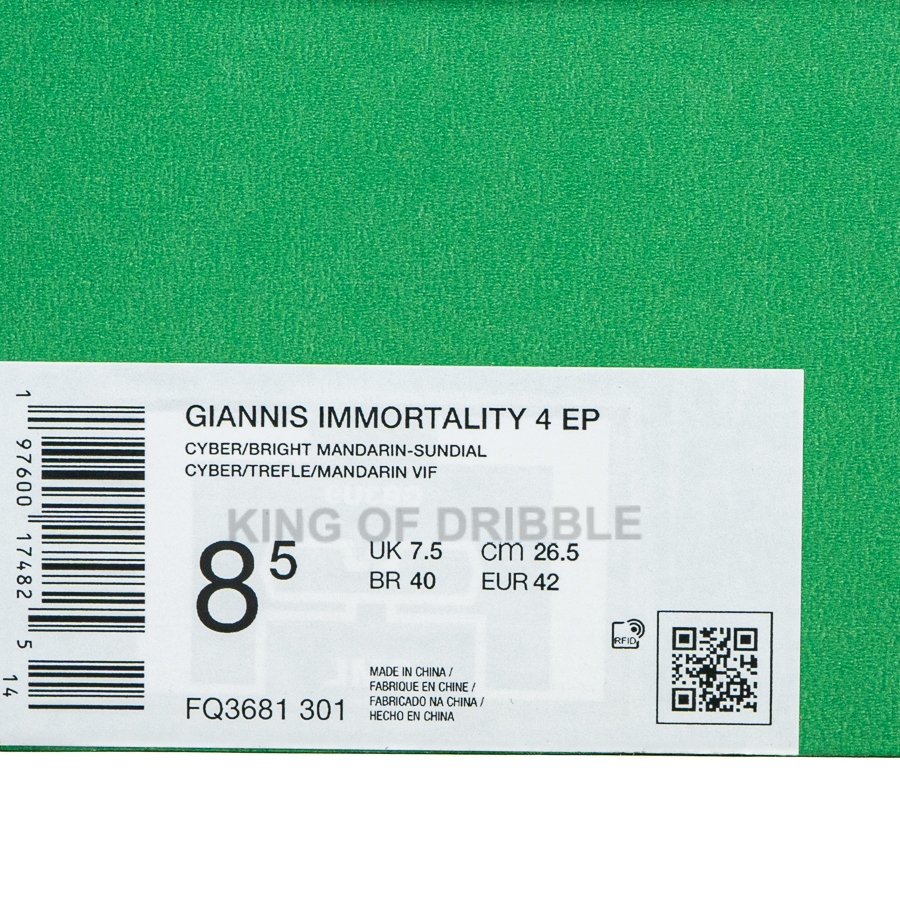 GIANNIS IMMORTALITY 4 EP
CYBER/BRIGHT MANDARIN-SUNDIAL
CYBER/TREFLE/MANDARIN VIF
KING OF DRIBBLE
8 5
UK 7.5 cm 26.5
BR 40 EUR 42
RFID
MADE IN CHINA /
FABRIQUE EN CHINE /
FABRICADO NA CHINA /
HECHO EN CHINA
FQ3681 301
1 97600 17482 5 14